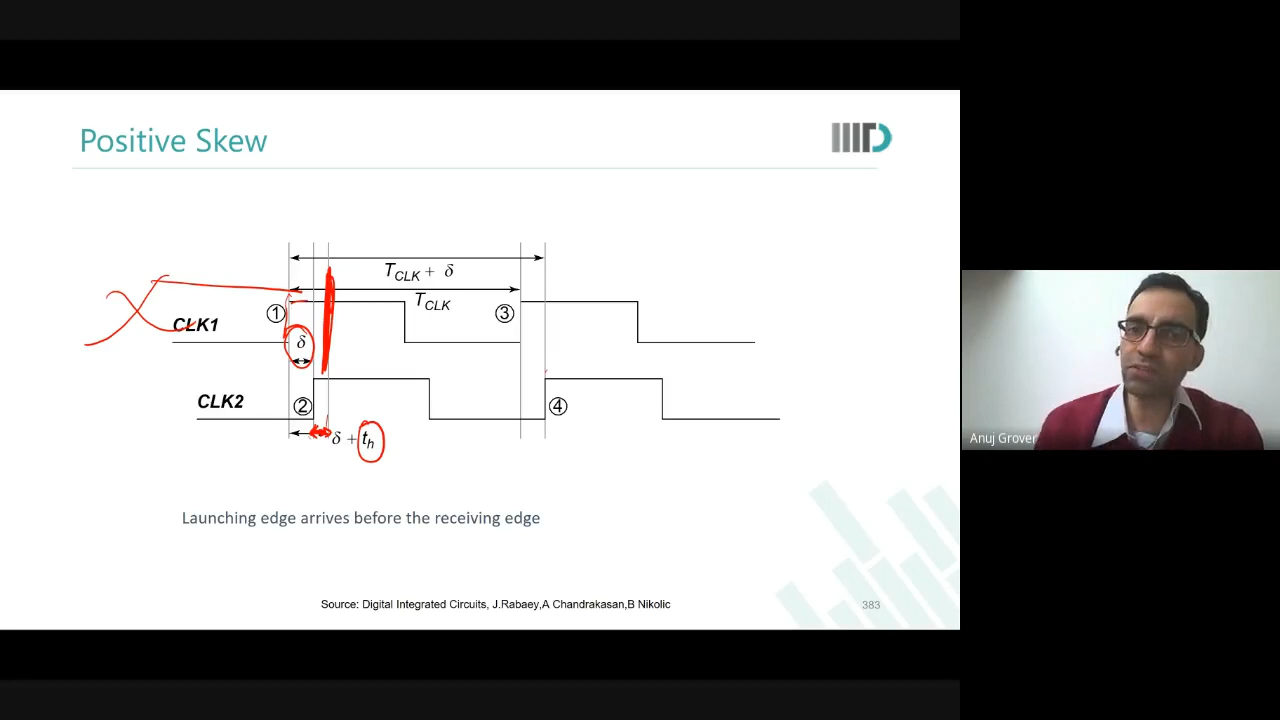 Positive Skew
IIITD
T_CLK + δ
T_CLK
① ③
CLK1
δ
CLK2
② ④
δ + t_h
Anuj Grover
Launching edge arrives before the receiving edge
Source: Digital Integrated Circuits, J.Rabaey,A Chandrakasan,B Nikolic
383